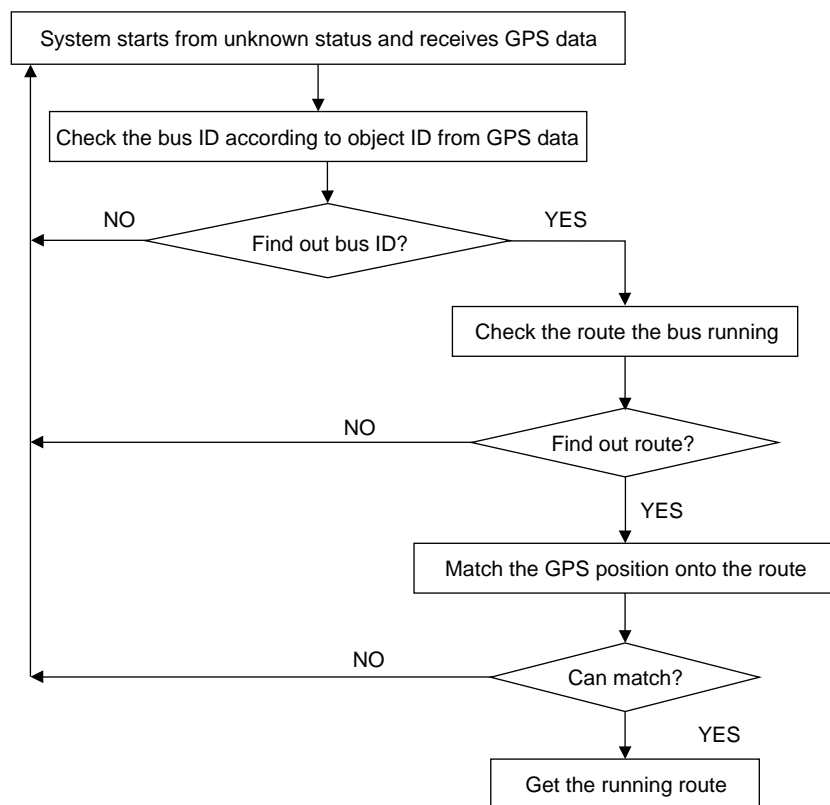 System starts from unknown status and receives GPS data
Check the bus ID according to object ID from GPS data
NO
YES
Find out bus ID?
Check the route the bus running
NO
Find out route?
YES
Match the GPS position onto the route
NO
Can match?
YES
Get the running route